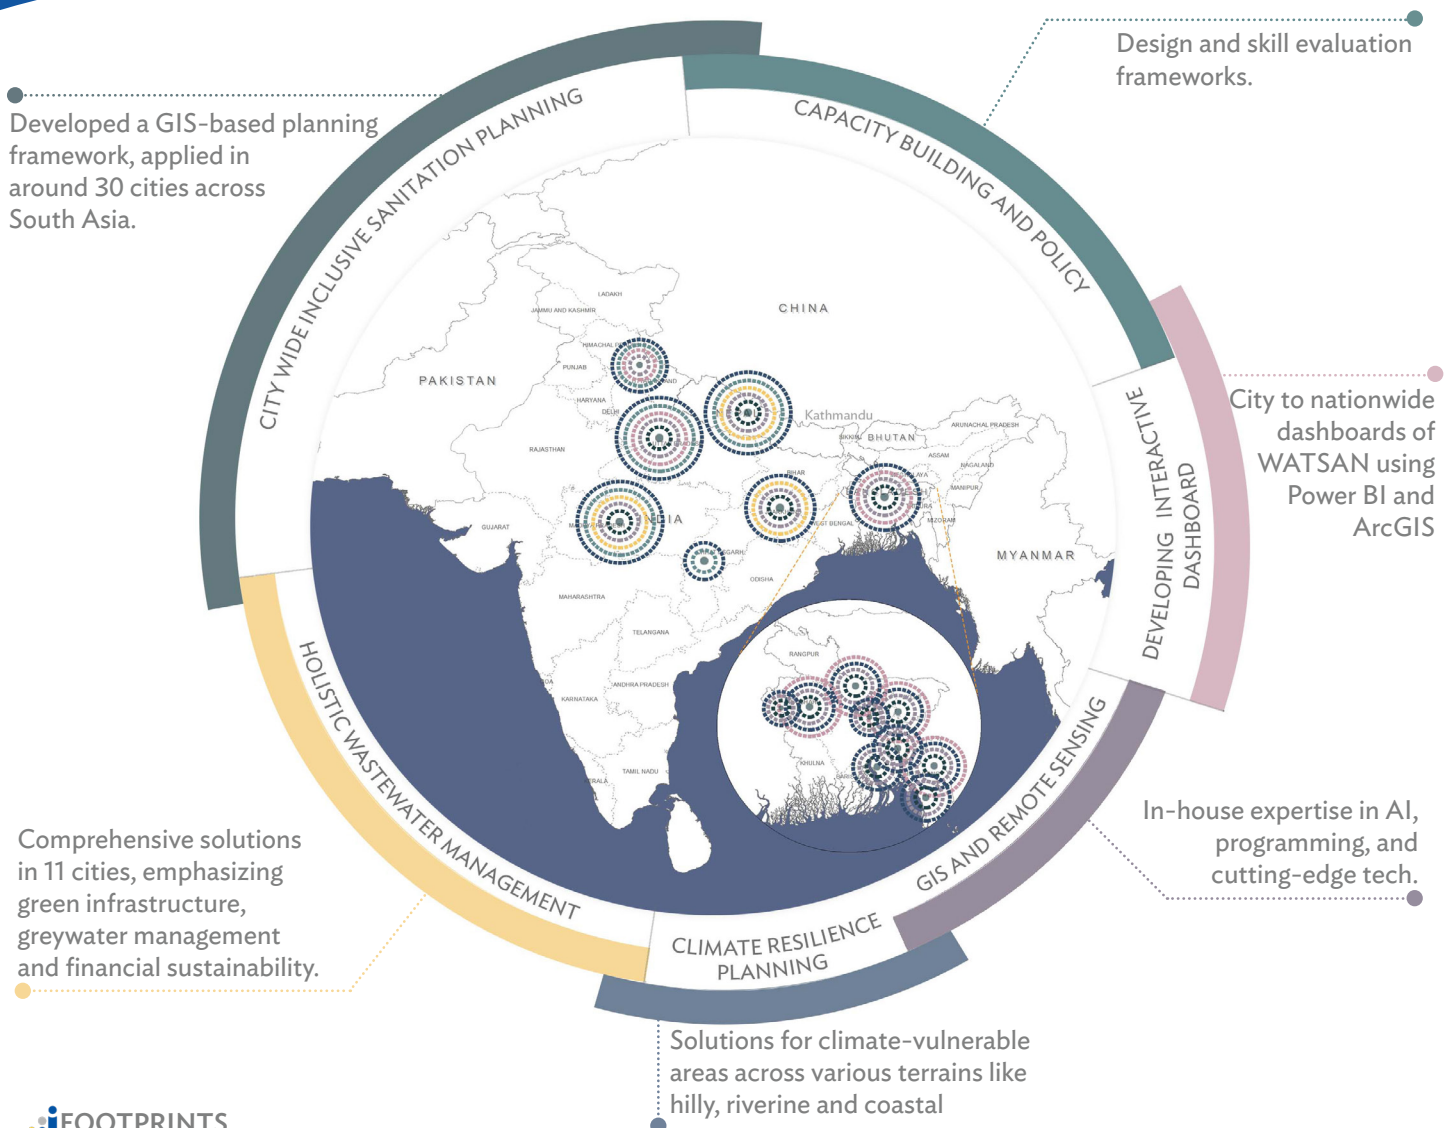 Design and skill evaluation
frameworks.
Developed a GIS-based planning
framework, applied in
around 30 cities across
South Asia.
CITY WIDE INCLUSIVE SANITATION PLANNING
CAPACITY BUILDING AND POLICY
DEVELOPING INTERACTIVE
DASHBOARD
City to nationwide
dashboards of
WATSAN using
Power BI and
ArcGIS
GIS AND REMOTE SENSING
In-house expertise in AI,
programming, and
cutting-edge tech.
CLIMATE RESILIENCE
PLANNING
Solutions for climate-vulnerable
areas across various terrains like
hilly, riverine and coastal
HOLISTIC WASTEWATER MANAGEMENT
Comprehensive solutions
in 11 cities, emphasizing
green infrastructure,
greywater management
and financial sustainability.
LADAKH
JAMMU AND KASHMIR
CHINA
PUNJAB
PAKISTAN
HARYANA
DELHI
Kathmandu
ARUNACHAL PRADESH
SIKKIM
BHUTAN
RAJASTHAN
ASSAM
NAGALAND
BIHAR
MANIPUR
MIZORAM
GUJARAT
INDIA
WEST BENGAL
MYANMAR
ODISHA
MAHARASHTRA
TELANGANA
RANGPUR
ANDHRA PRADESH
KARNATAKA
KHULNA
TAMIL NADU
KERALA
iFOOTPRINTS